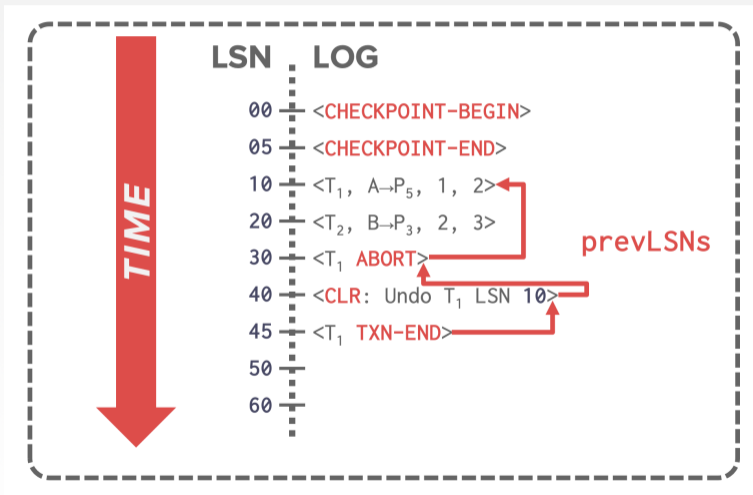 LSN LOG
00 <CHECKPOINT-BEGIN>
05 <CHECKPOINT-END>
10 <T₁, A→P₅, 1, 2>
20 <T₂, B→P₃, 2, 3>
30 <T₁ ABORT>
40 <CLR: Undo T₁ LSN 10>
45 <T₁ TXN-END>
50
60
prevLSNs
TIME